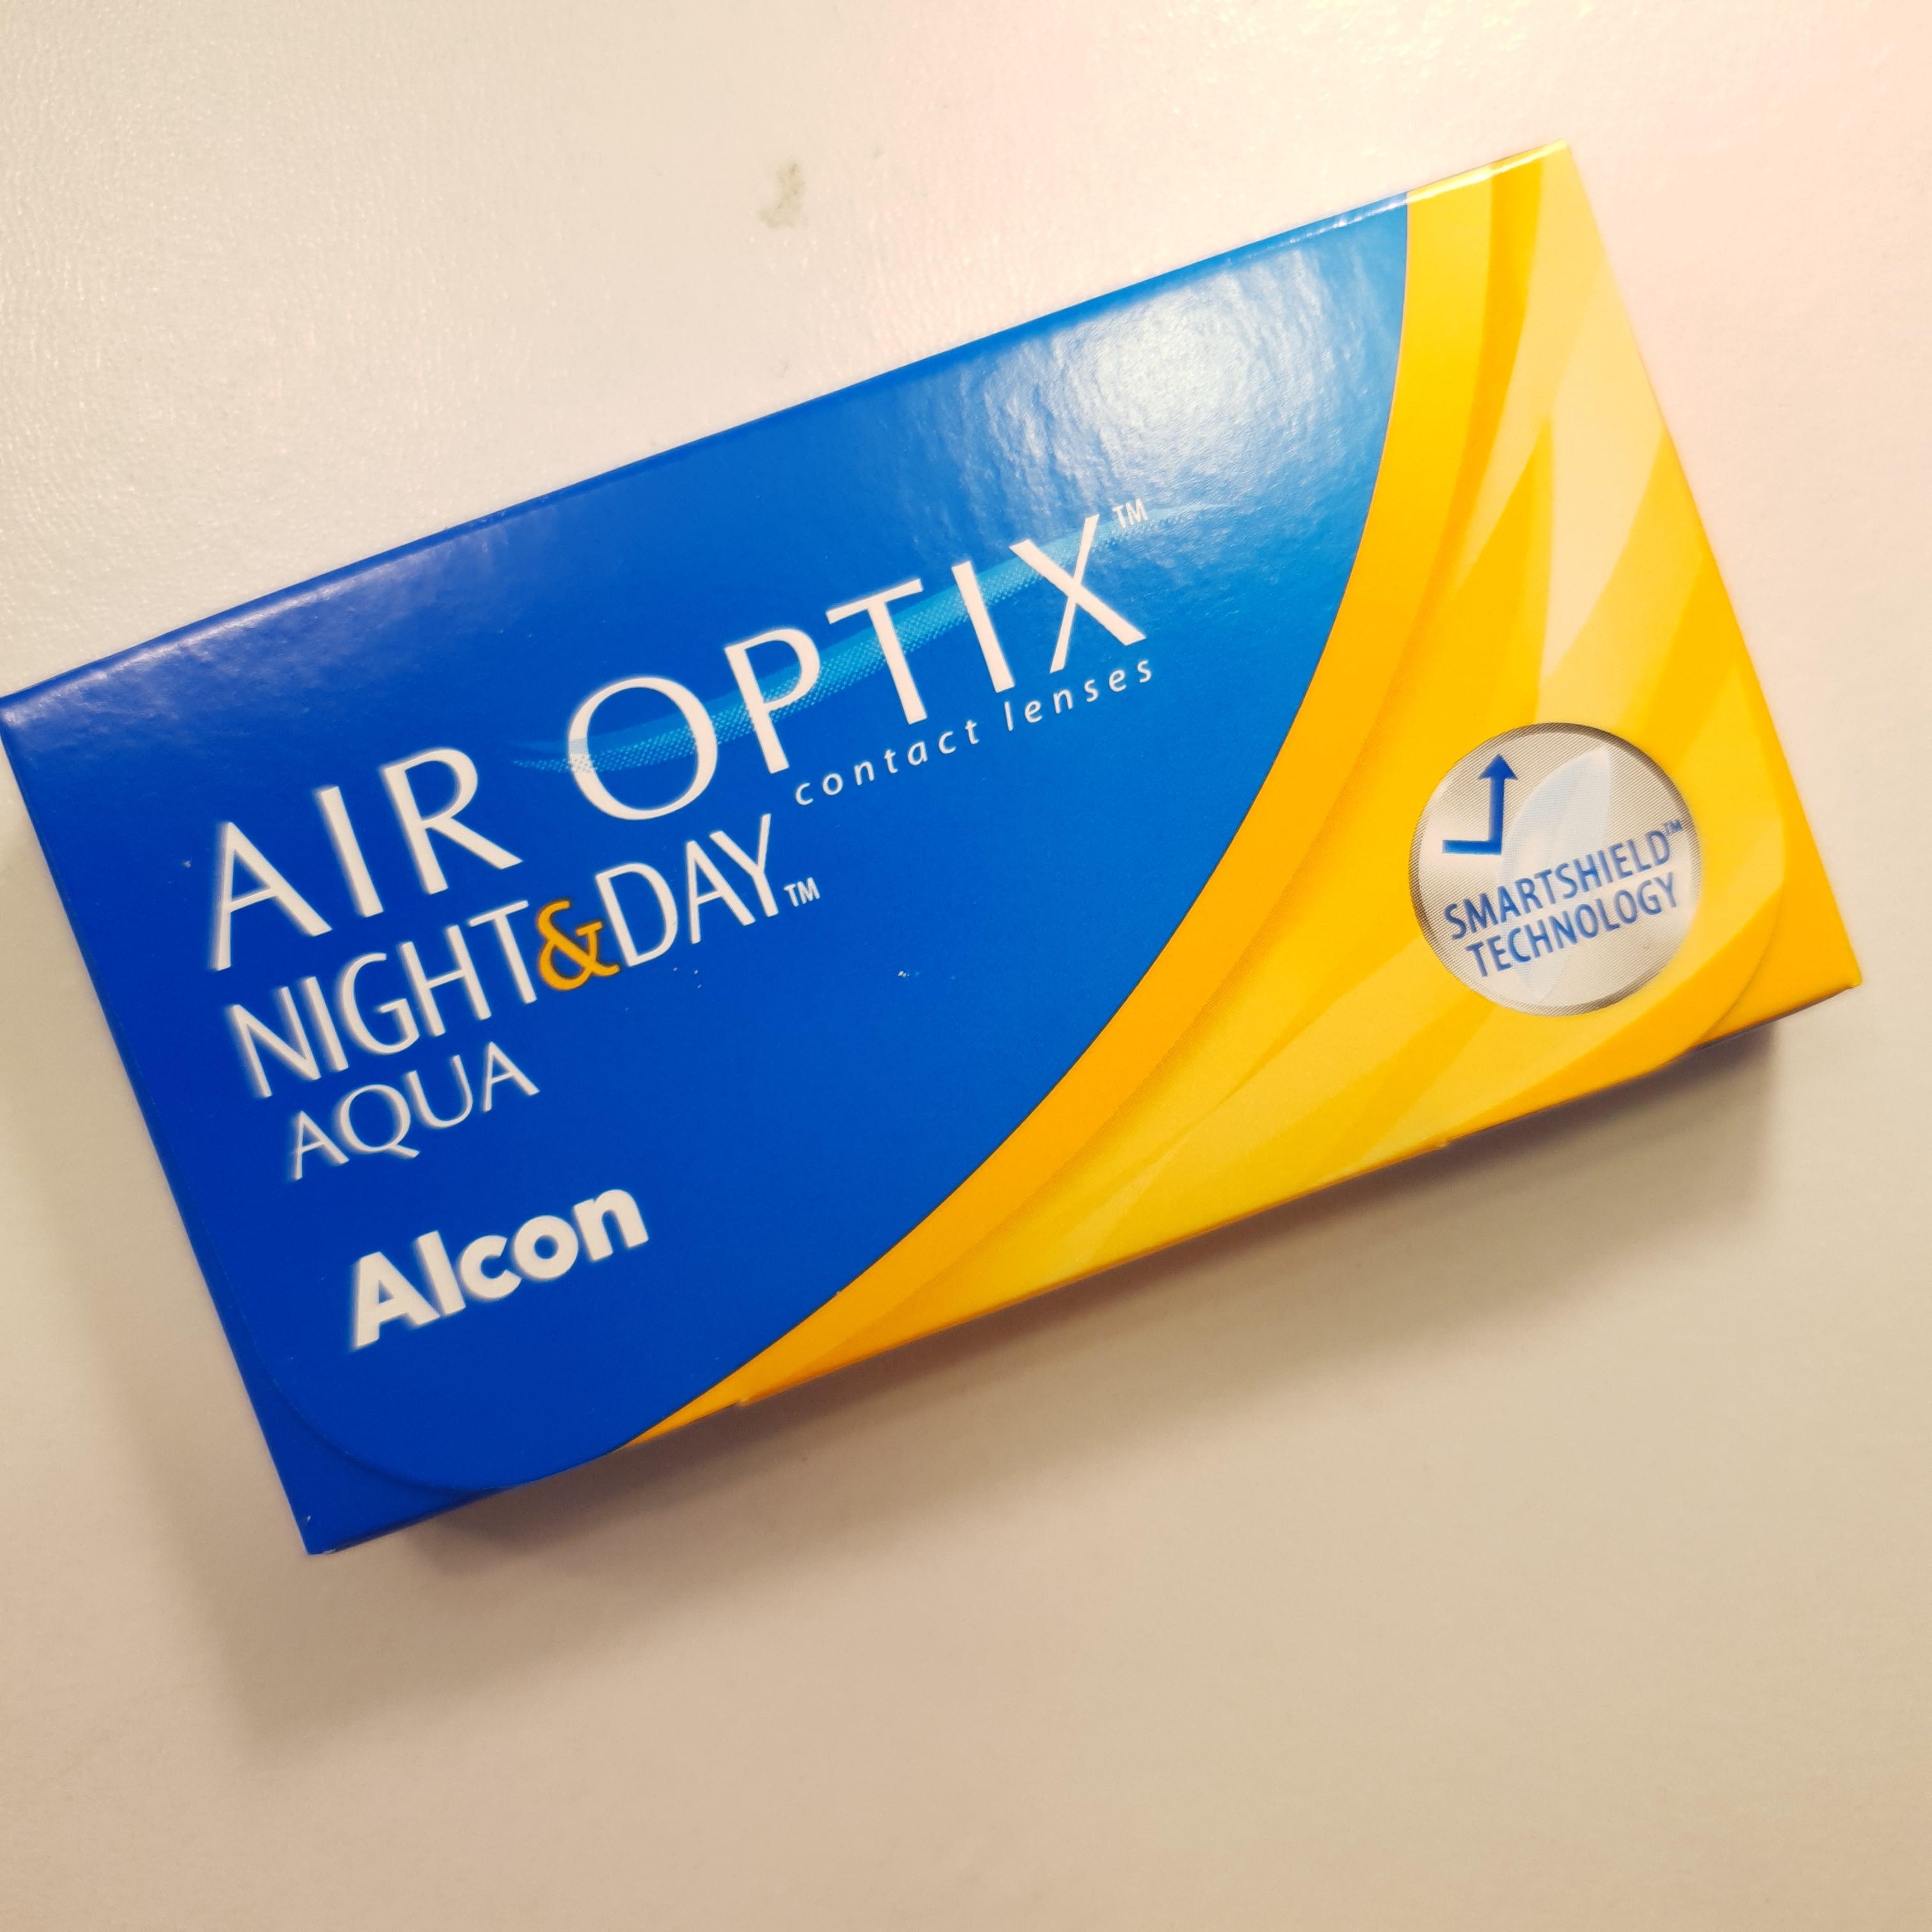 AIR OPTIX™
contact lenses
NIGHT&DAY™
AQUA
Alcon
SMARTSHIELD™
TECHNOLOGY